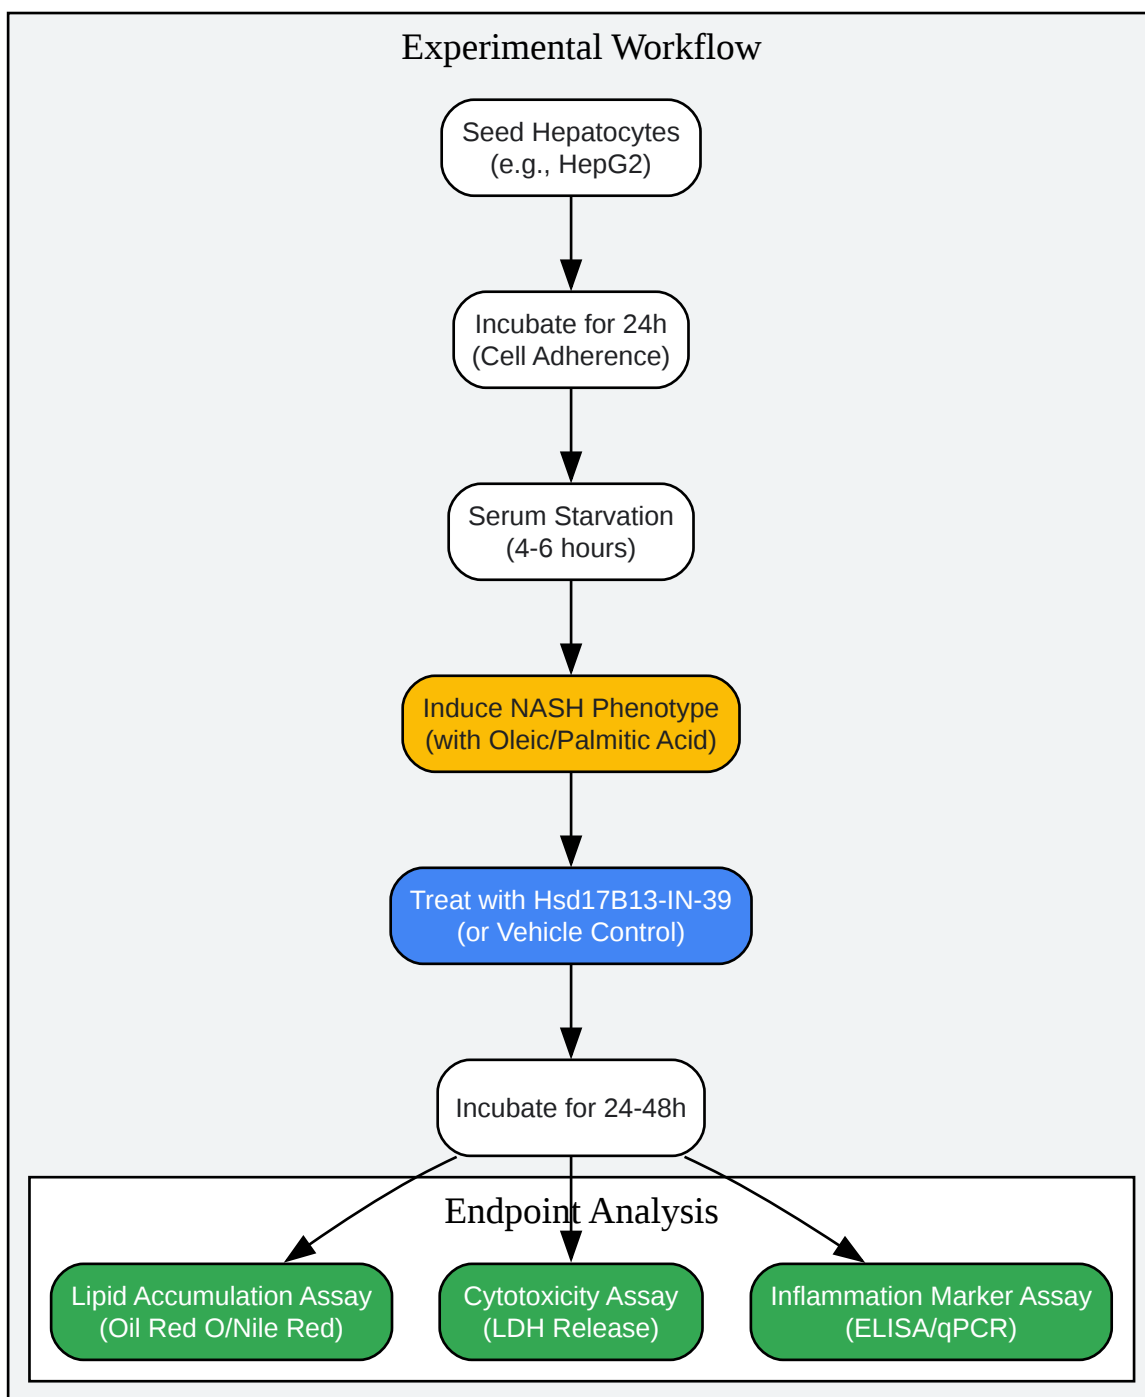 Experimental Workflow
Seed Hepatocytes
(e.g., HepG2)
Incubate for 24h
(Cell Adherence)
Serum Starvation
(4-6 hours)
Induce NASH Phenotype
(with Oleic/Palmitic Acid)
Treat with Hsd17B13-IN-39
(or Vehicle Control)
Incubate for 24-48h
Endpoint Analysis
Lipid Accumulation Assay
(Oil Red O/Nile Red)
Cytotoxicity Assay
(LDH Release)
Inflammation Marker Assay
(ELISA/qPCR)